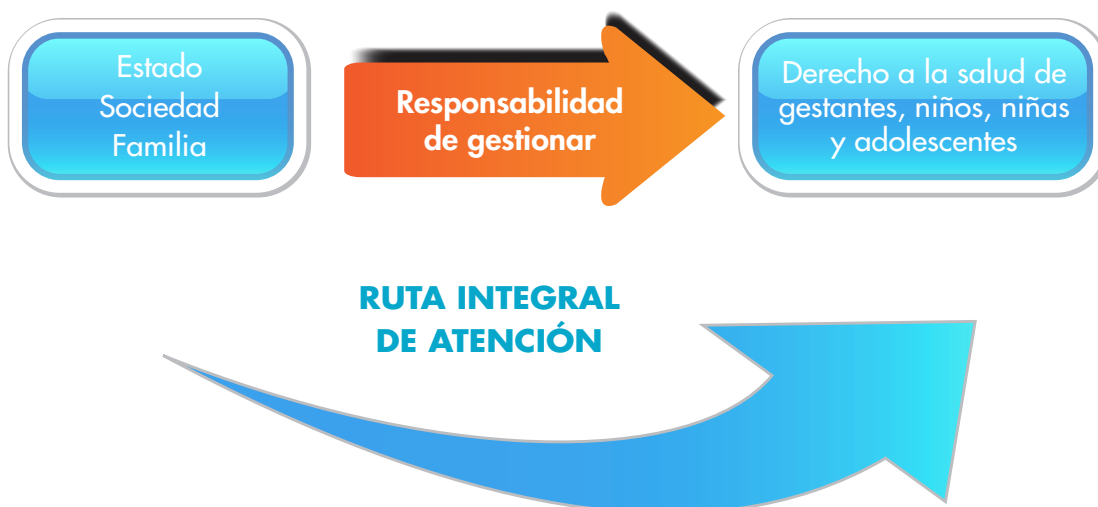 Estado
Sociedad
Familia
Responsabilidad
de gestionar
Derecho a la salud de
gestantes, niños, niñas
y adolescentes
RUTA INTEGRAL
DE ATENCIÓN